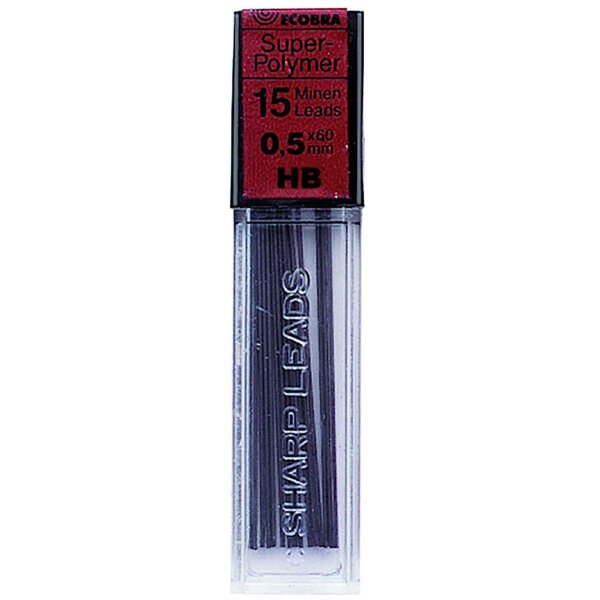 ECOBRA
Super-
Polymer
15 Minen
Leads
0,5 x60
mm
HB
SHARP LEADS